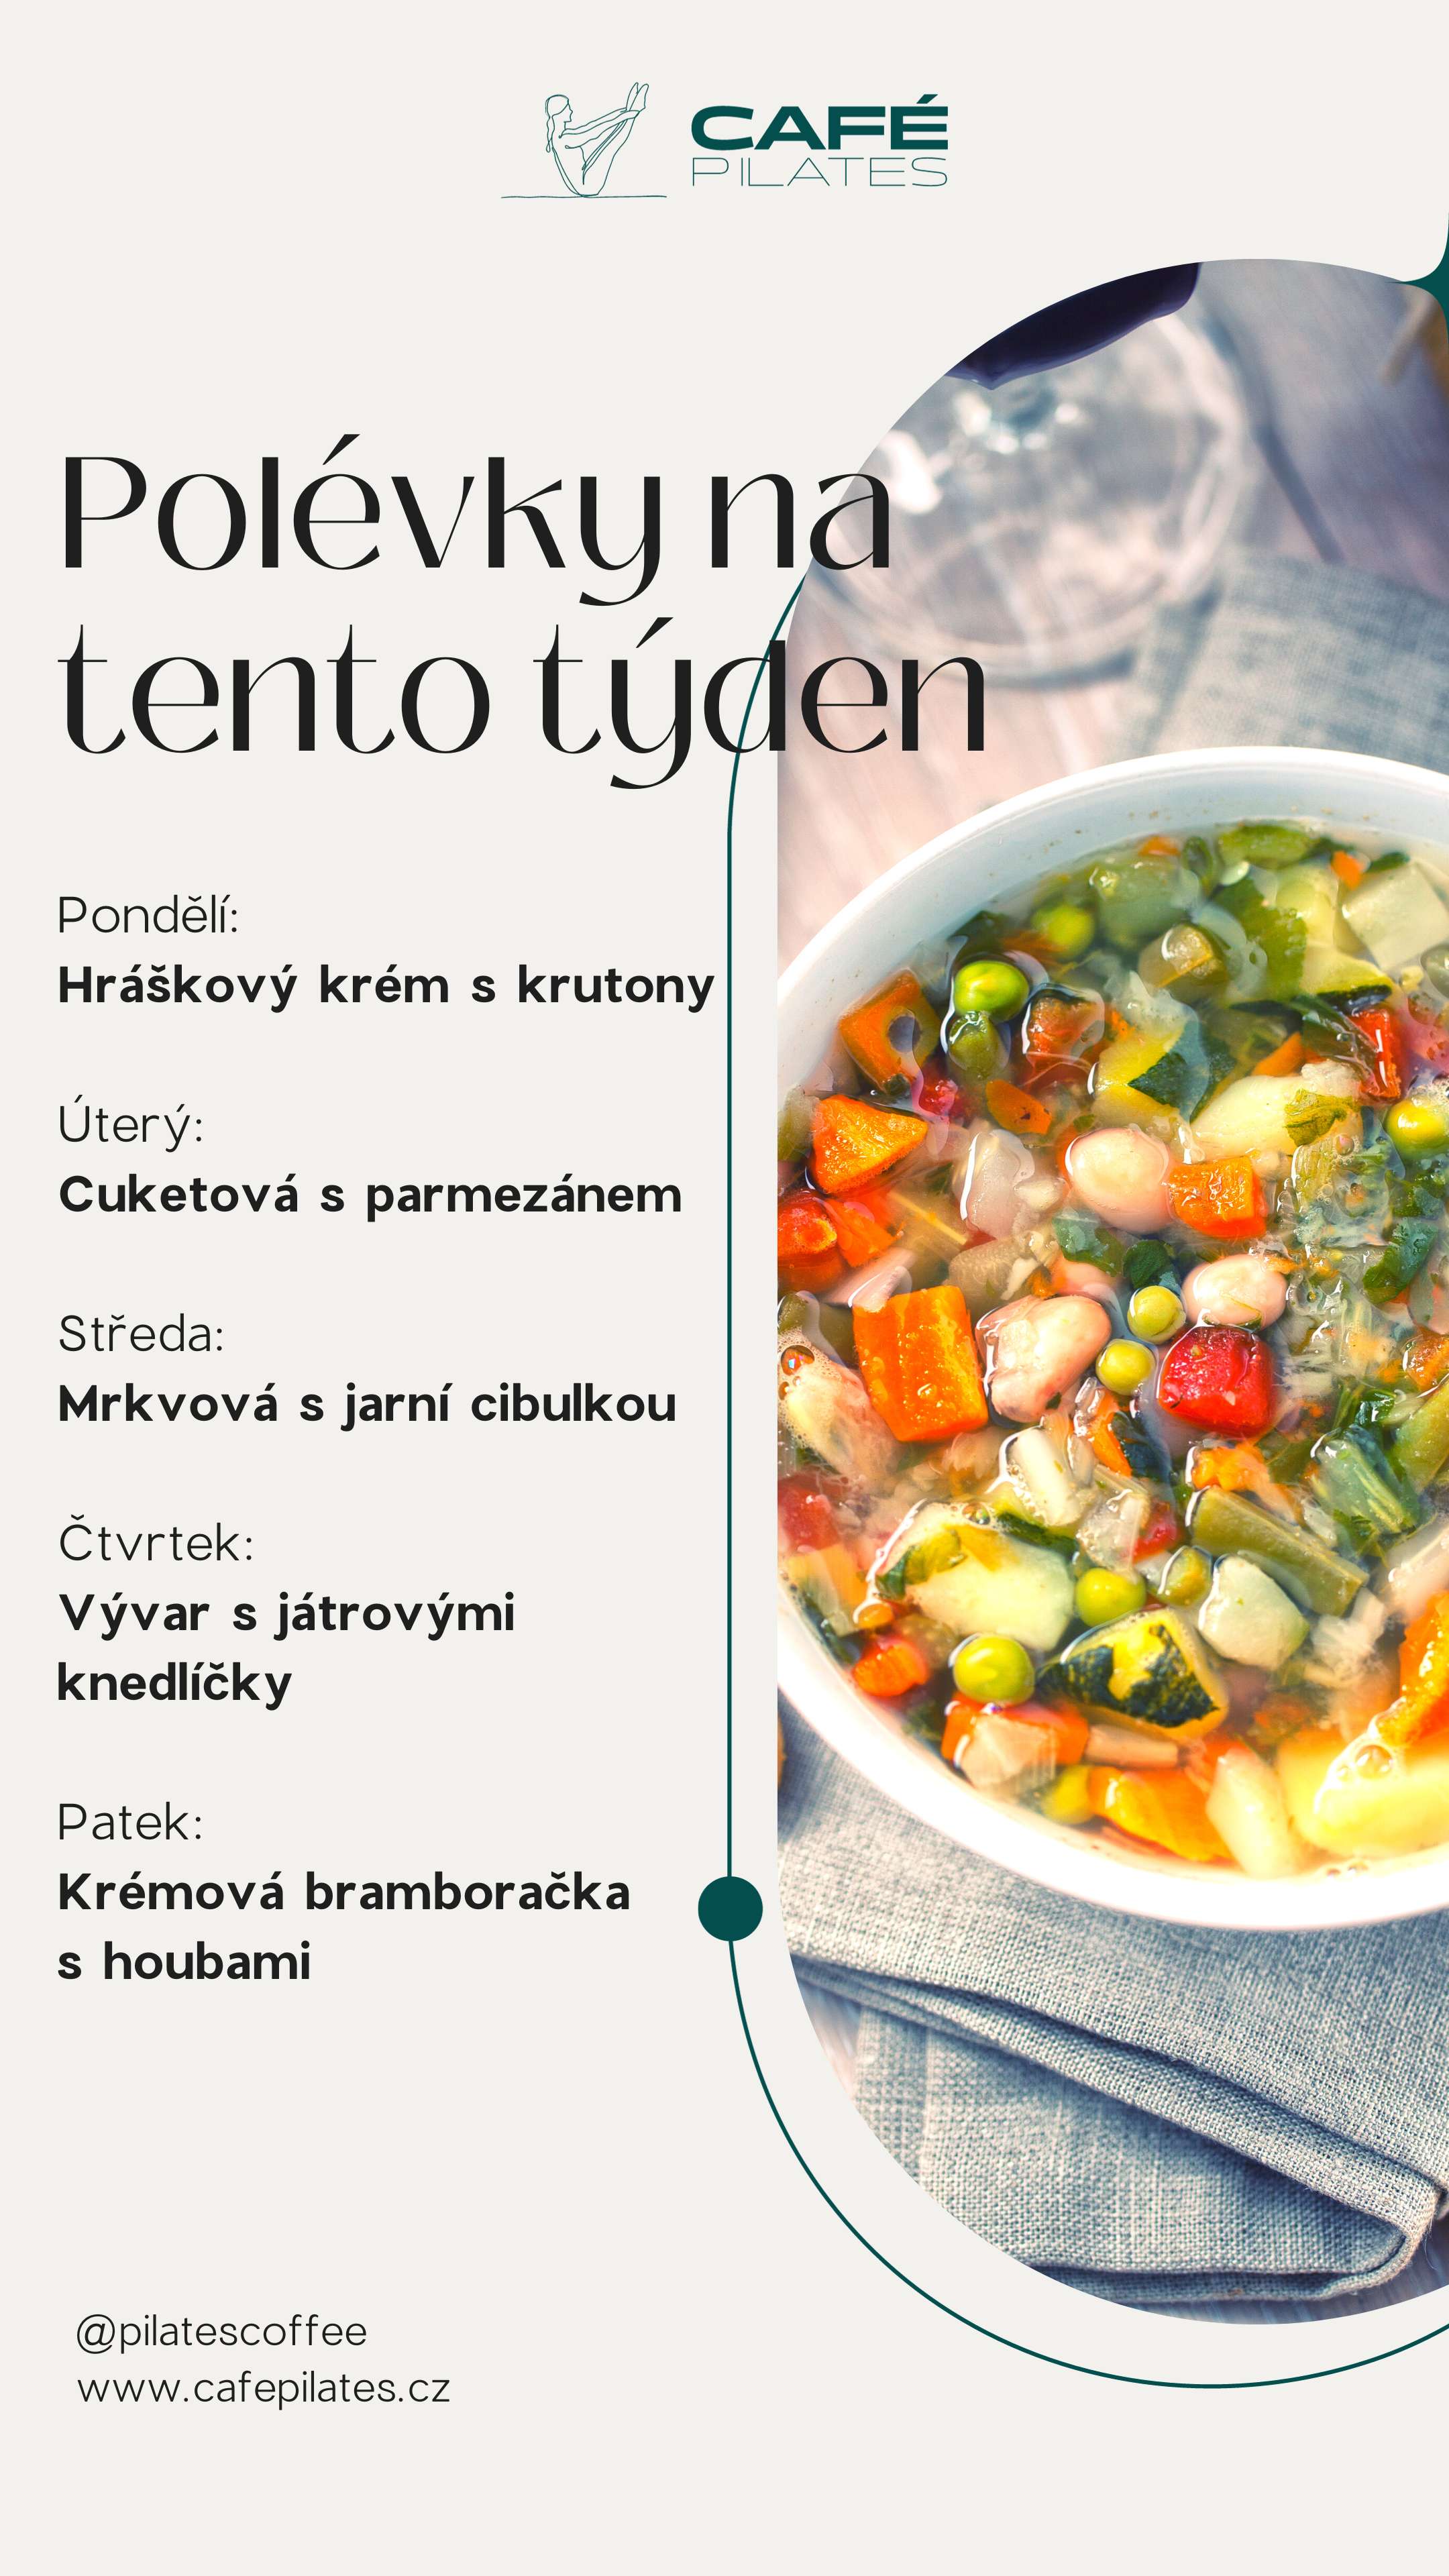 CAFÉ
PILATES
Polévky na
tento týden
Pondělí:
Hráškový krém s krutony
Úterý:
Cuketová s parmezánem
Středa:
Mrkvová s jarní cibulkou
Čtvrtek:
Vývar s játrovými
knedlíčky
Patek:
Krémová bramboračka
s houbami
@pilatescoffee
www.cafepilates.cz